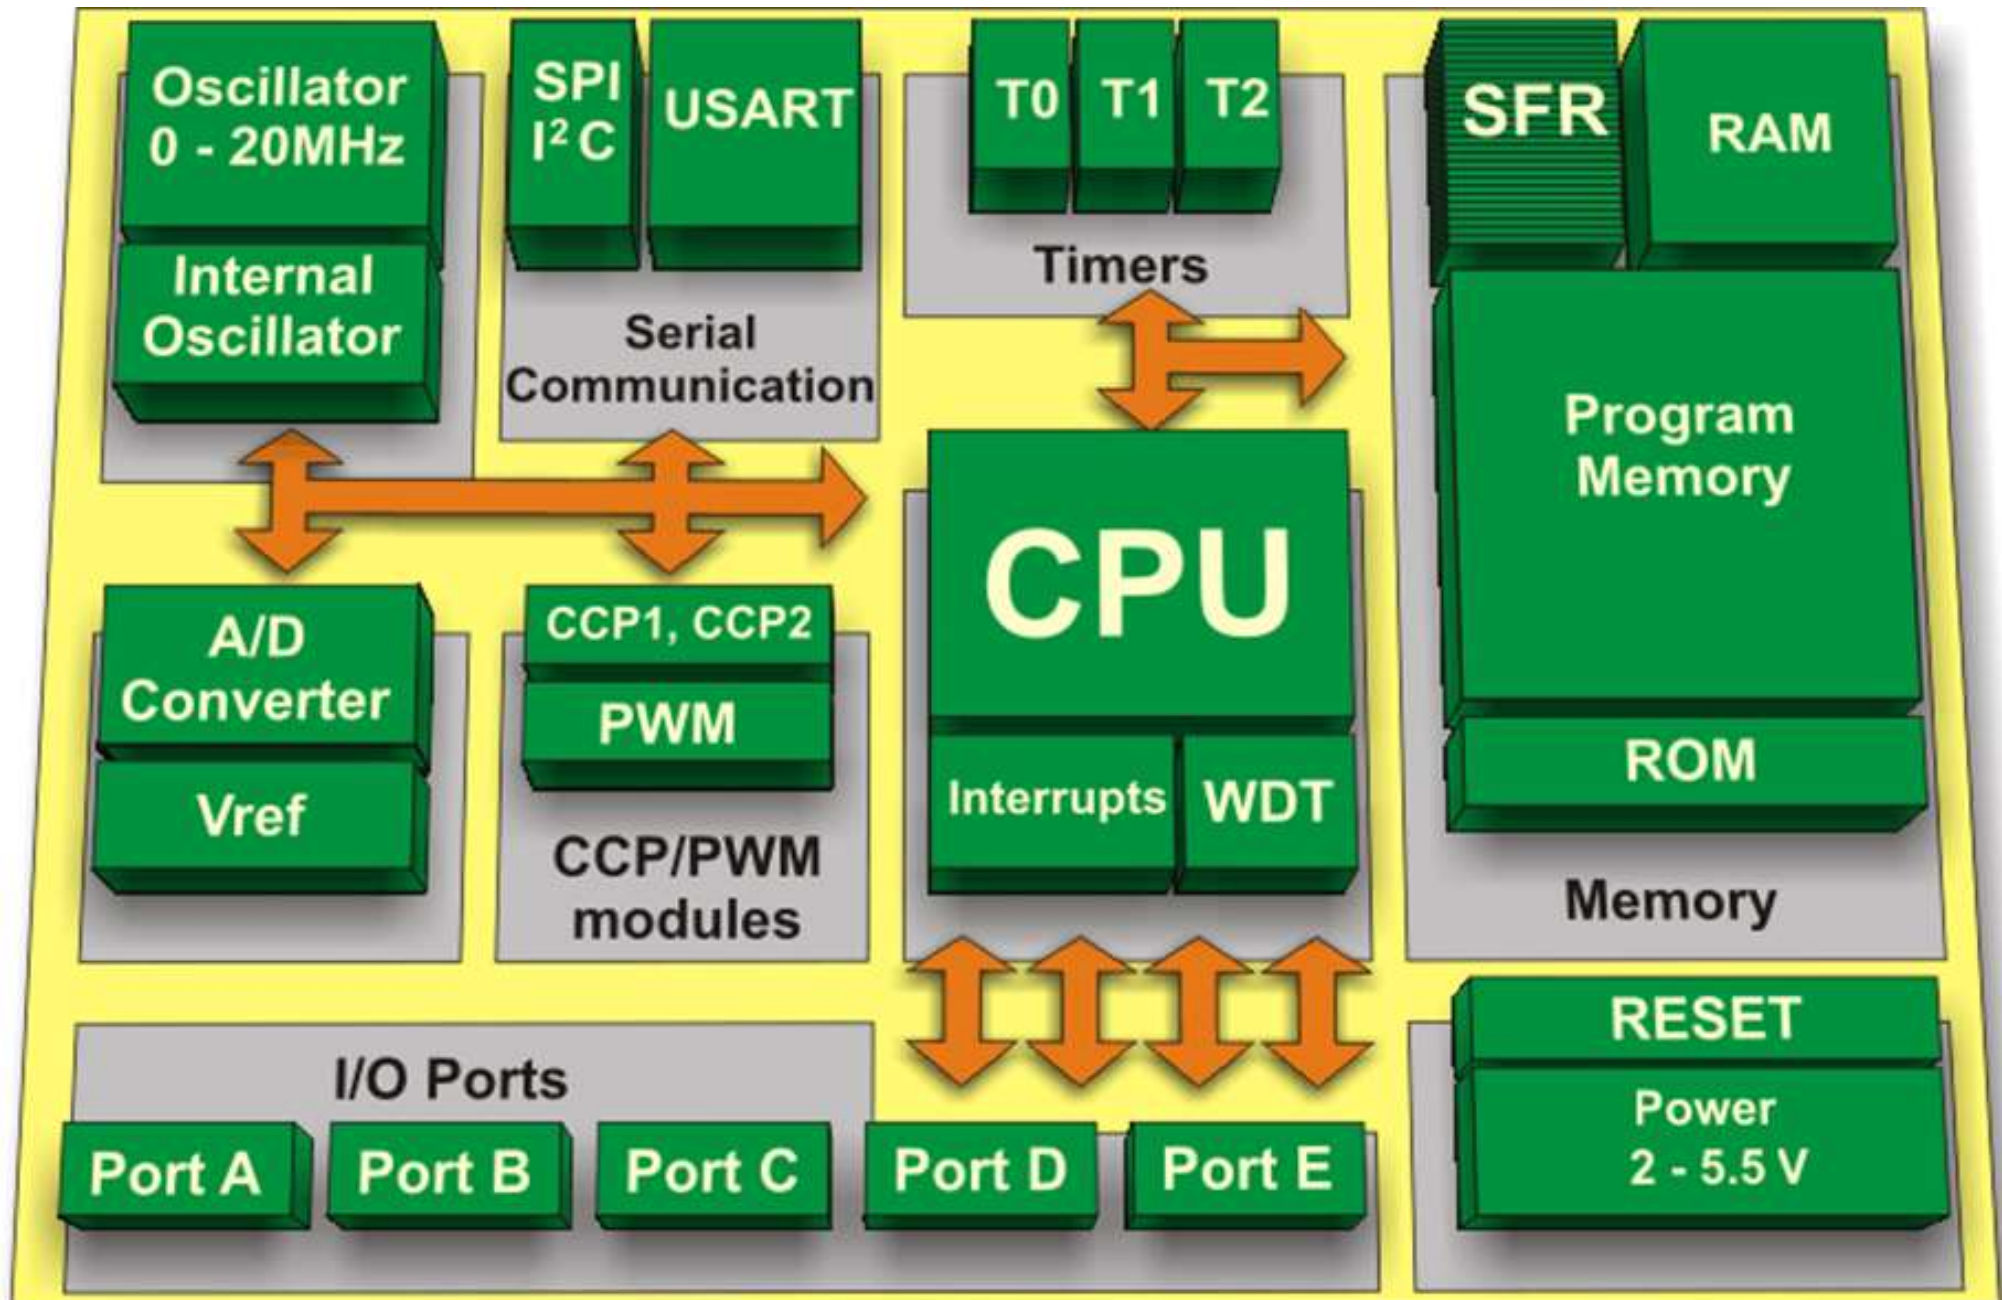 Oscillator
0 - 20MHz
Internal
Oscillator
SPI
I² C
USART
Serial
Communication
T0
T1
T2
Timers
SFR
RAM
Program
Memory
ROM
Memory
A/D
Converter
Vref
CCP1, CCP2
PWM
CCP/PWM
modules
CPU
Interrupts
WDT
I/O Ports
Port A
Port B
Port C
Port D
Port E
RESET
Power
2 - 5.5 V